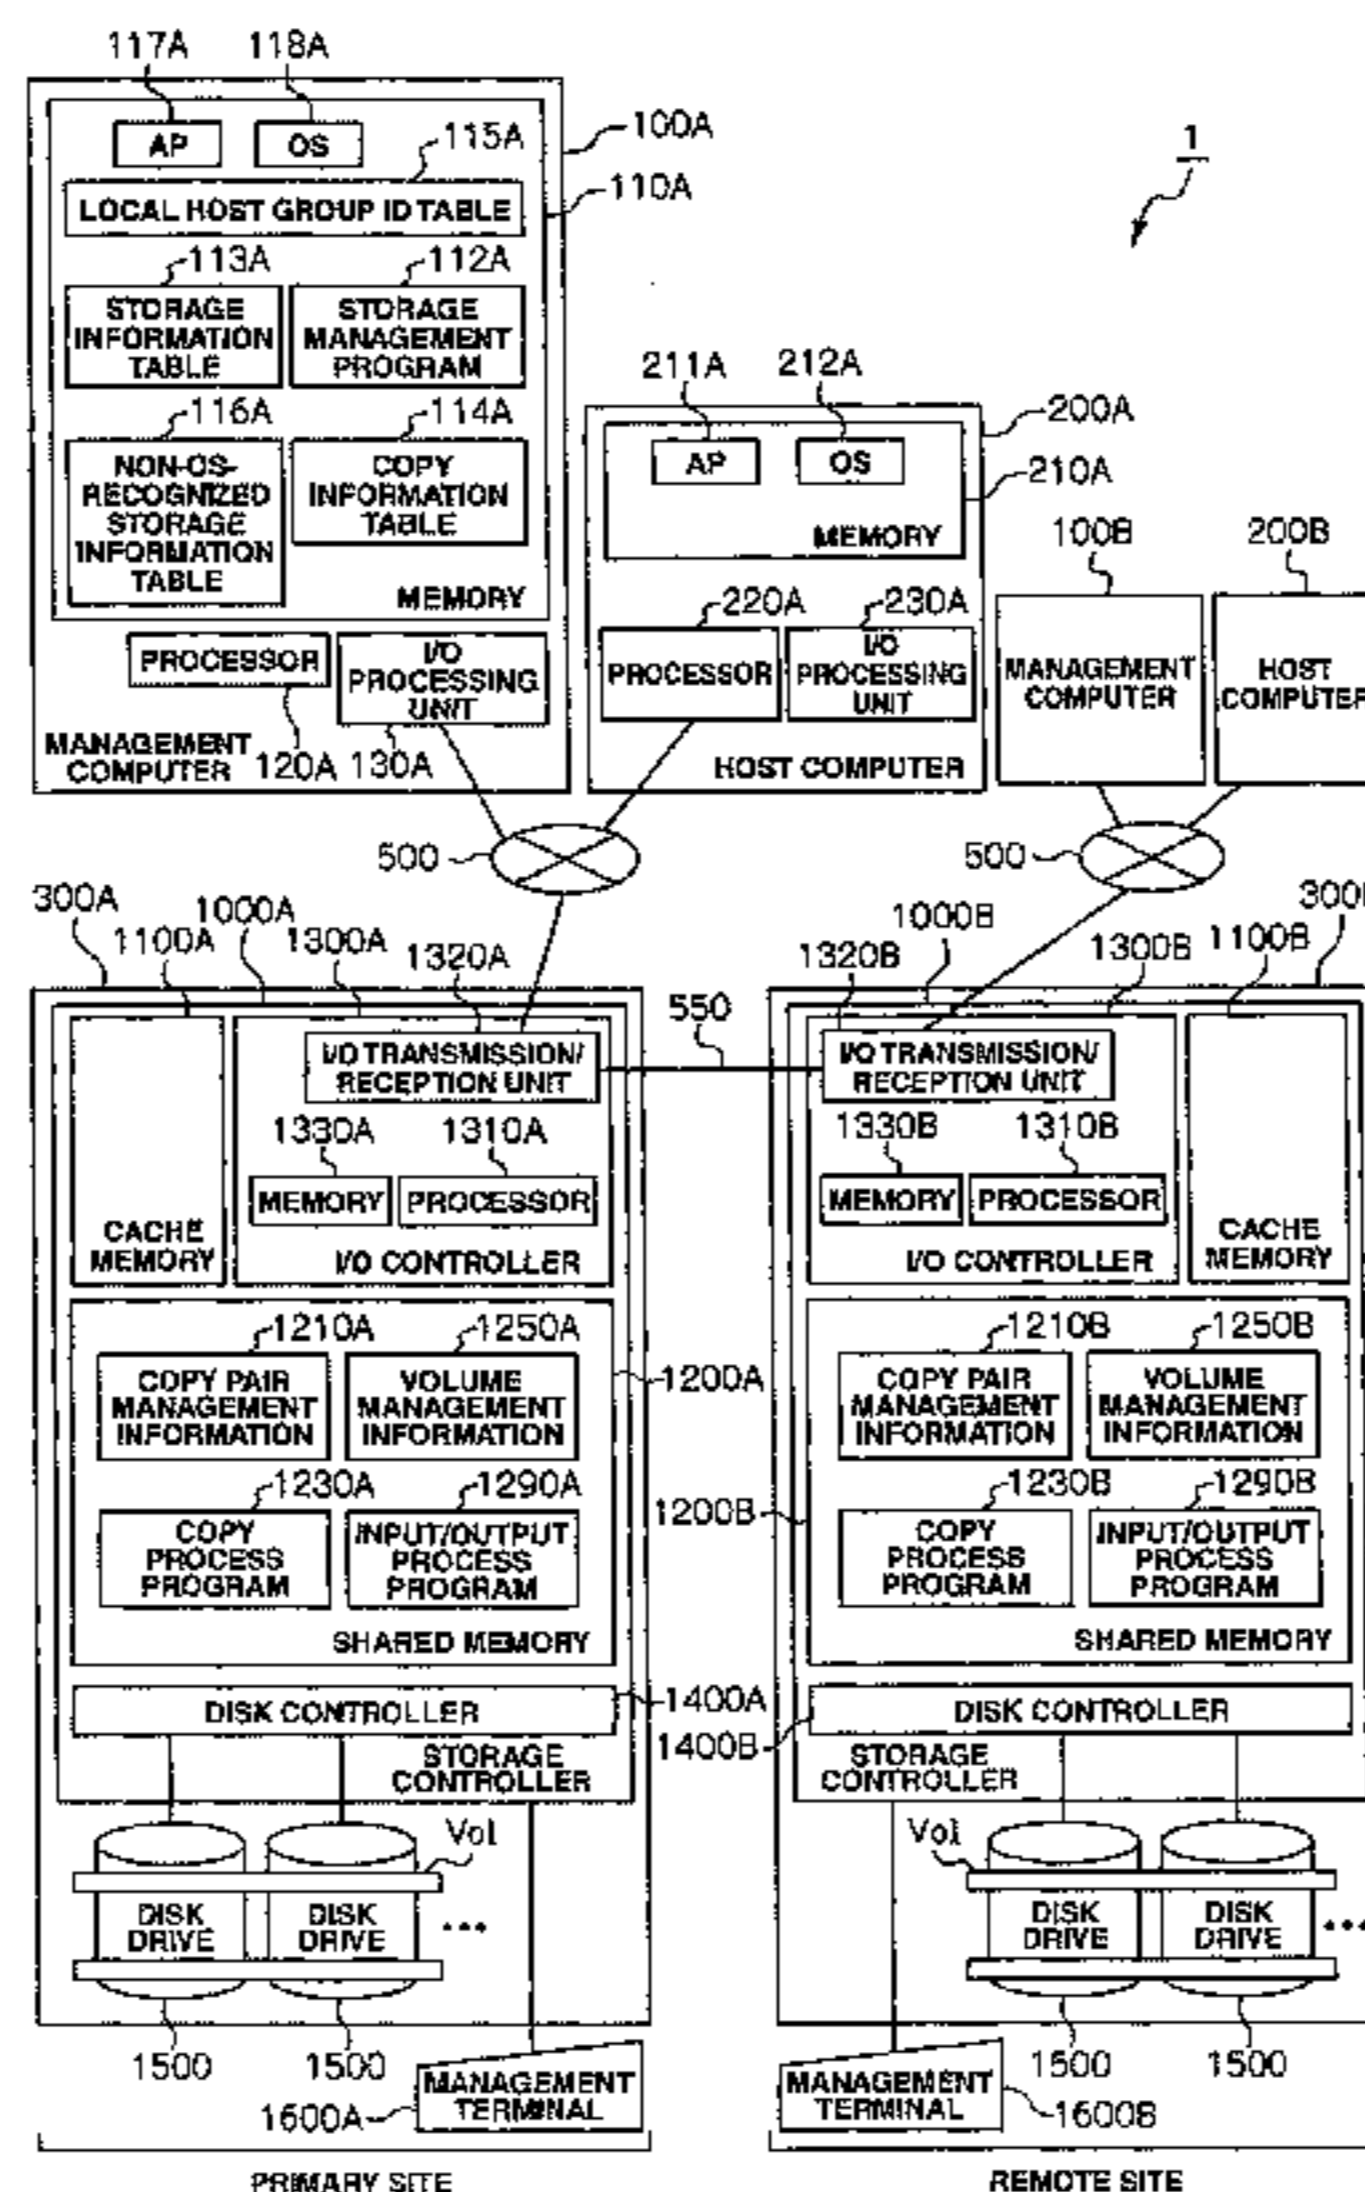 117A 118A
AP OS
115A
100A
LOCAL HOST GROUP ID TABLE
110A
1
113A 112A
STORAGE
INFORMATION
TABLE
STORAGE
MANAGEMENT
PROGRAM
116A 114A
NON-OS-
RECOGNIZED
STORAGE
INFORMATION
TABLE
COPY
INFORMATION
TABLE
MEMORY
PROCESSOR
I/O
PROCESSING
UNIT
MANAGEMENT
COMPUTER
120A 130A
211A 212A
200A
AP OS
210A
MEMORY
220A 230A
PROCESSOR
I/O
PROCESSING
UNIT
HOST COMPUTER
100B 200B
MANAGEMENT
COMPUTER
HOST
COMPUTER
500 500
300A 1000A
1100A 1300A 1320A
I/O TRANSMISSION/
RECEPTION UNIT
1330A 1310A
MEMORY PROCESSOR
CACHE
MEMORY
I/O CONTROLLER
550
1210A 1250A
COPY PAIR
MANAGEMENT
INFORMATION
VOLUME
MANAGEMENT
INFORMATION
1200A
1230A 1290A
COPY
PROCESS
PROGRAM
INPUT/OUTPUT
PROCESS
PROGRAM
SHARED MEMORY
DISK CONTROLLER
1400A
STORAGE
CONTROLLER
Vol
DISK
DRIVE
DISK
DRIVE
...
1500 1500
MANAGEMENT
TERMINAL
1600A
PRIMARY SITE
1000B 300
1320B 1300B 1100B
I/O TRANSMISSION/
RECEPTION UNIT
1330B 1310B
MEMORY PROCESSOR
I/O CONTROLLER
CACHE
MEMORY
1210B 1250B
COPY PAIR
MANAGEMENT
INFORMATION
VOLUME
MANAGEMENT
INFORMATION
1230B 1290B
1200B
COPY
PROCESS
PROGRAM
INPUT/OUTPUT
PROCESS
PROGRAM
SHARED MEMORY
DISK CONTROLLER
1400B
STORAGE
CONTROLLER
Vol
DISK
DRIVE
DISK
DRIVE
...
1500 1500
MANAGEMENT
TERMINAL
1600B
REMOTE SITE